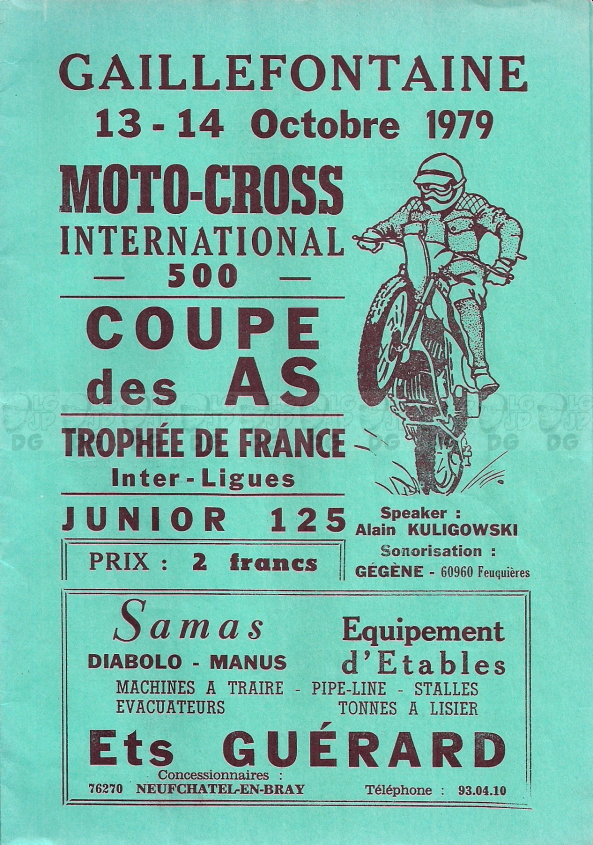 GAILLEFONTAINE
13 - 14 Octobre 1979
MOTO-CROSS
INTERNATIONAL
— 500 —
COUPE
des AS
TROPHÉE DE FRANCE
Inter-Ligues
JUNIOR 125
PRIX : 2 francs
Speaker :
Alain KULIGOWSKI
Sonorisation :
GÉGÈNE - 60960 Feuquières
Samas
DIABOLO - MANUS
Equipement
d'Etables
MACHINES A TRAIRE - PIPE-LINE - STALLES
EVACUATEURS TONNES A LISIER
Ets GUÉRARD
Concessionnaires :
76270 NEUFCHATEL-EN-BRAY Téléphone : 93.04.10